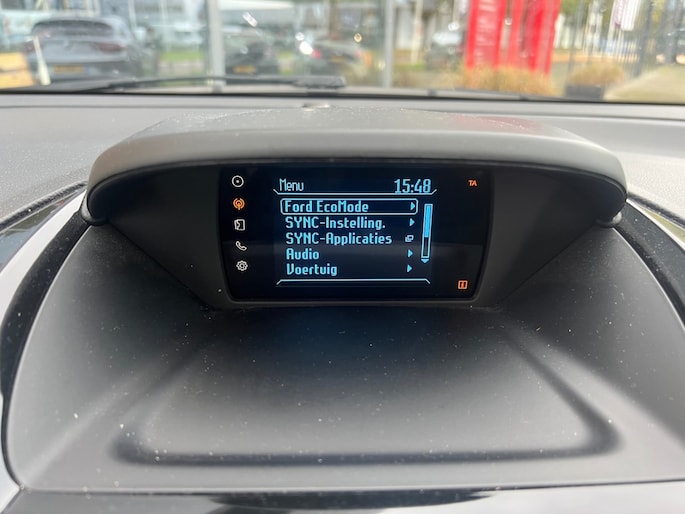 Menu 15:48 TA
Ford EcoMode
SYNC-Instelling.
SYNC-Applicaties
Audio
Voertuig